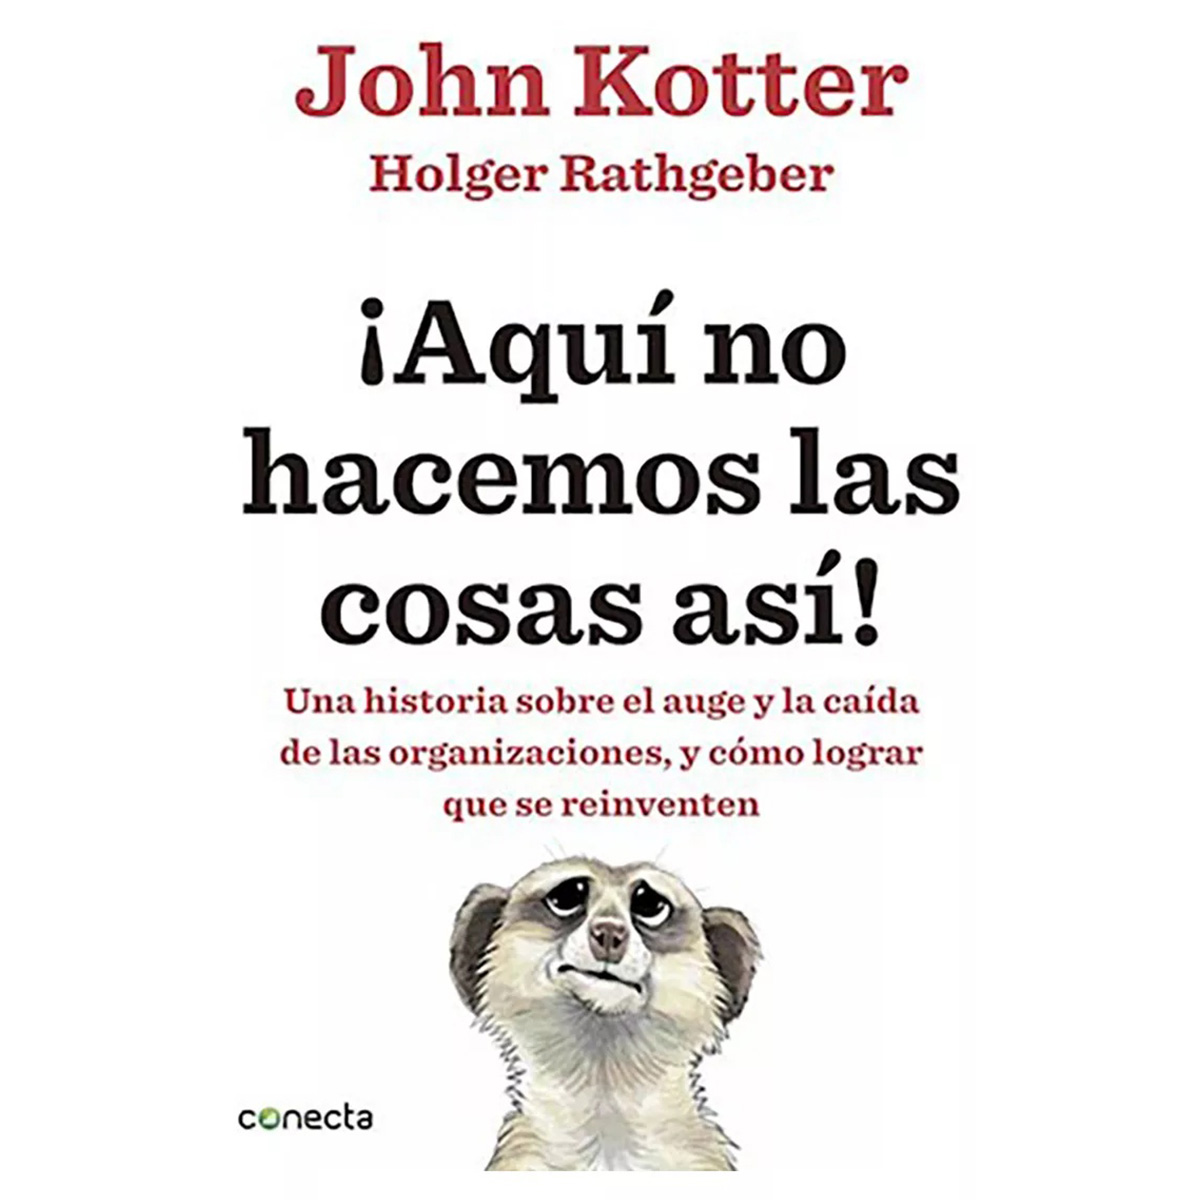 John Kotter
Holger Rathgeber
¡Aquí no
hacemos las
cosas así!
Una historia sobre el auge y la caída
de las organizaciones, y cómo lograr
que se reinventen
conecta